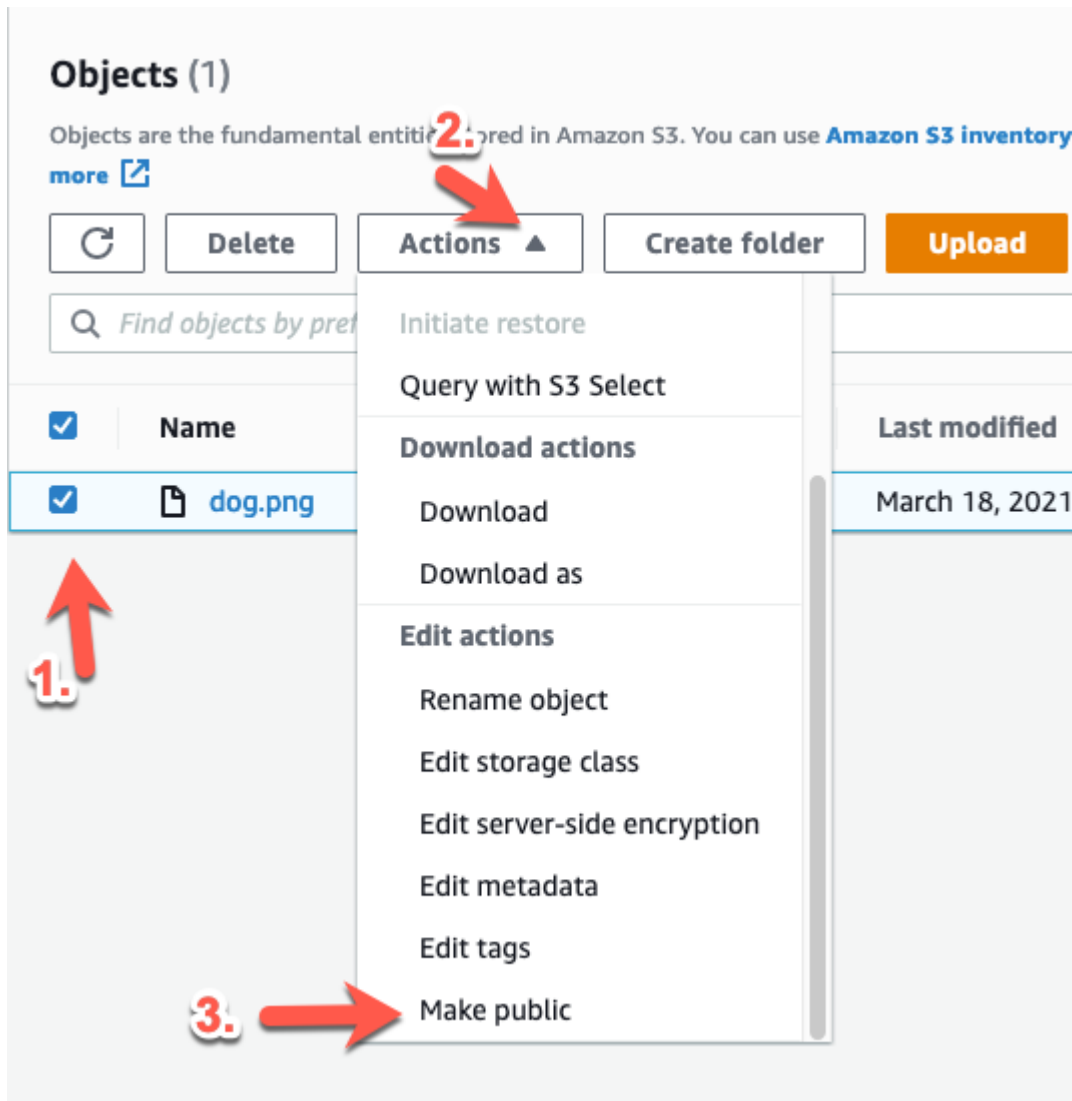 Objects (1)
2.
Objects are the fundamental stored in Amazon S3. You can use Amazon S3 inventory
more
Delete
Actions
Create folder
Upload
Find objects by
Initiate restore
Query with S3 Select
Name
Last modified
Download actions
dog.png
March 18, 2021
Download
Download as
Edit actions
1.
Rename object
Edit storage class
Edit server-side encryption
Edit metadata
Edit tags
3.
Make public